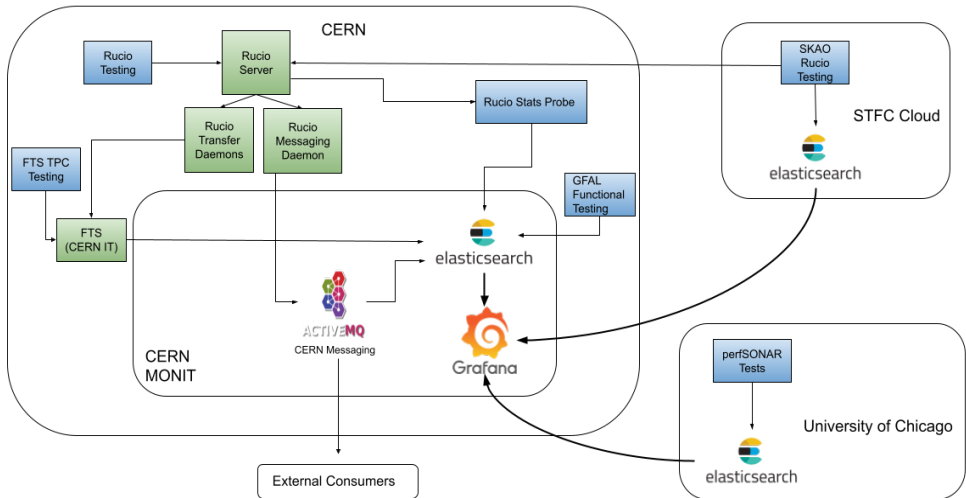 CERN
Rucio
Testing
Rucio
Server
SKAO
Rucio
Testing
Rucio Stats Probe
STFC Cloud
Rucio
Transfer
Daemons
Rucio
Messaging
Daemon
elasticsearch
FTS TPC
Testing
GFAL
Functional
Testing
FTS
(CERN IT)
elasticsearch
ACTIVEMQ
CERN Messaging
Grafana
CERN
MONIT
perfSONAR
Tests
University of Chicago
elasticsearch
External Consumers